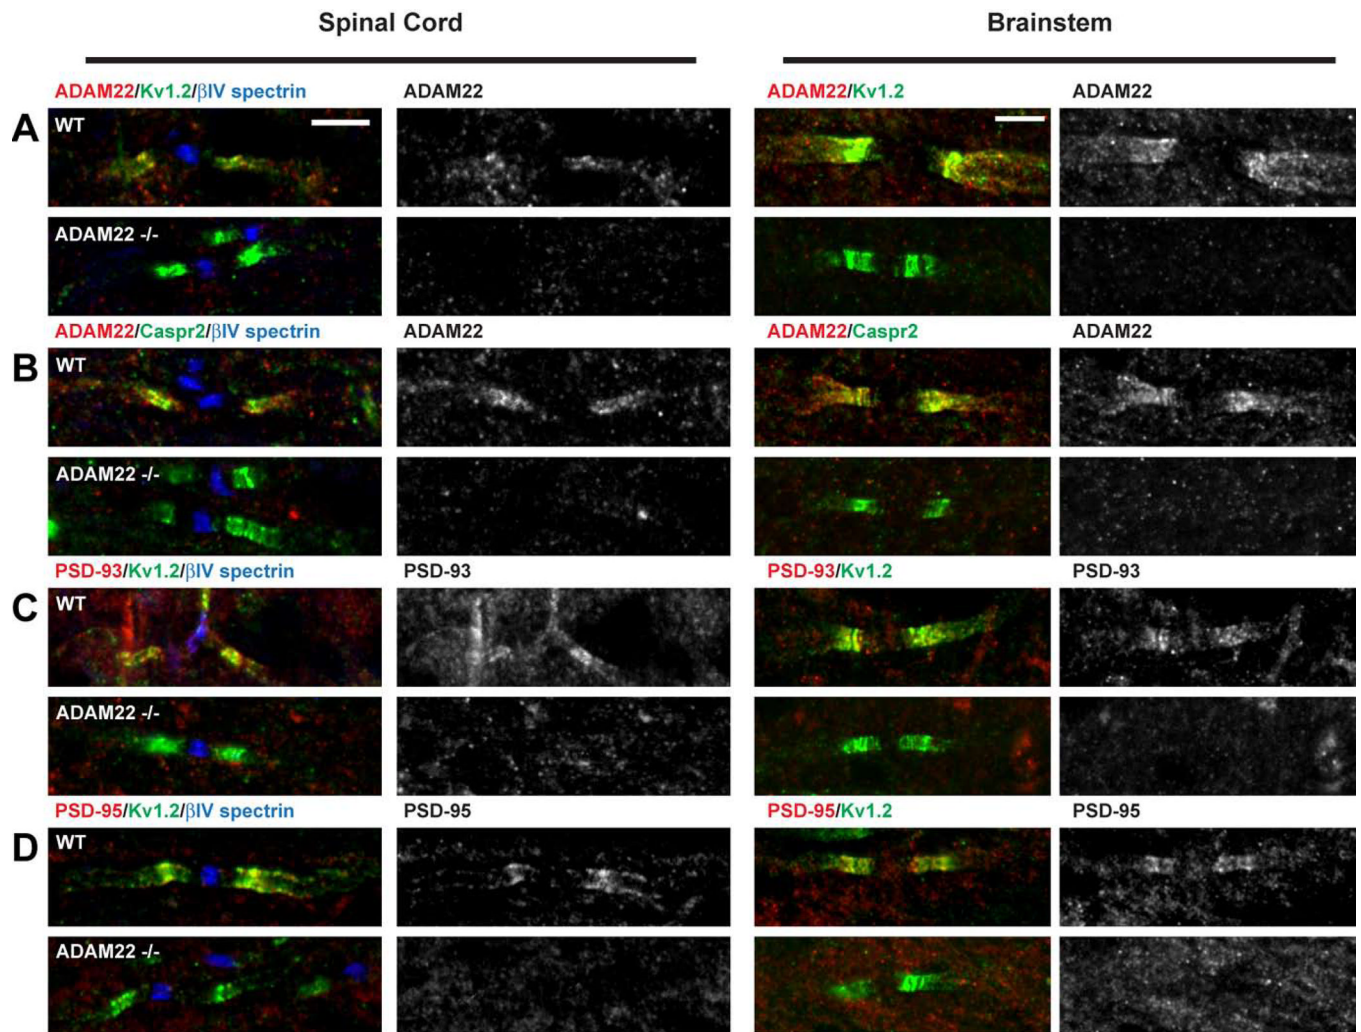 Spinal Cord Brainstem
ADAM22/Kv1.2/βIV spectrin ADAM22 ADAM22/Kv1.2 ADAM22
A WT
ADAM22 -/-
ADAM22/Caspr2/βIV spectrin ADAM22 ADAM22/Caspr2 ADAM22
B WT
ADAM22 -/-
PSD-93/Kv1.2/βIV spectrin PSD-93 PSD-93/Kv1.2 PSD-93
C WT
ADAM22 -/-
PSD-95/Kv1.2/βIV spectrin PSD-95 PSD-95/Kv1.2 PSD-95
D WT
ADAM22 -/-